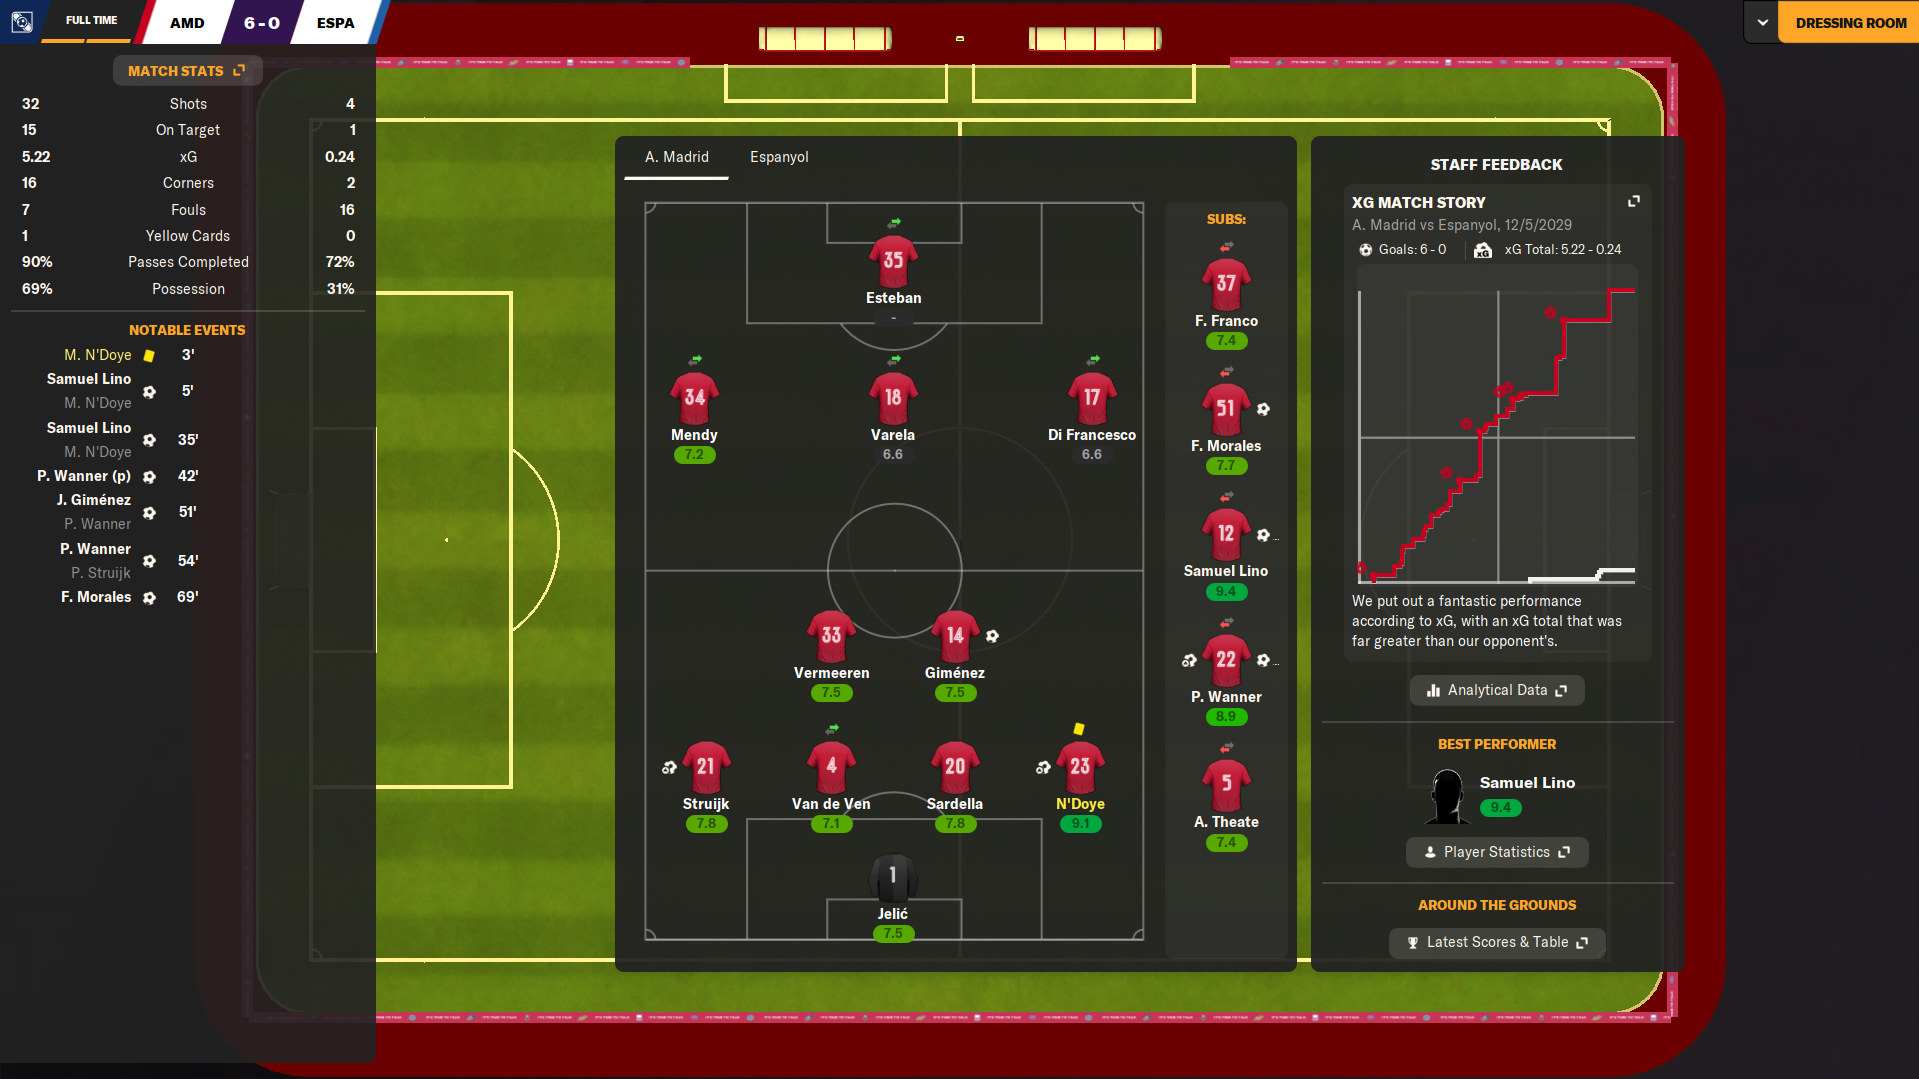 FULL TIME
AMD
6 - 0
ESPA
DRESSING ROOM
MATCH STATS
32 Shots 4
15 On Target 1
5.22 xG 0.24
16 Corners 2
7 Fouls 16
1 Yellow Cards 0
90% Passes Completed 72%
69% Possession 31%
NOTABLE EVENTS
M. N'Doye 3'
Samuel Lino
M. N'Doye
5'
Samuel Lino
M. N'Doye
35'
P. Wanner (p) 42'
J. Giménez
P. Wanner
51'
P. Wanner
P. Struijk
54'
F. Morales 69'
A. Madrid
Espanyol
35
Esteban
-
34
Mendy
7.2
18
Varela
6.6
17
Di Francesco
6.6
33
Vermeeren
7.5
14
Giménez
7.5
21
Struijk
7.8
4
Van de Ven
7.1
20
Sardella
7.8
23
N'Doye
9.1
1
Jelić
7.5
SUBS:
37
F. Franco
7.4
51
F. Morales
7.7
12
...
Samuel Lino
9.4
22
...
P. Wanner
8.9
5
A. Theate
7.4
STAFF FEEDBACK
XG MATCH STORY
A. Madrid vs Espanyol, 12/5/2029
Goals: 6 - 0
xG
xG Total: 5.22 - 0.24
We put out a fantastic performance
according to xG, with an xG total that was
far greater than our opponent's.
Analytical Data
BEST PERFORMER
Samuel Lino
9.4
Player Statistics
AROUND THE GROUNDS
Latest Scores & Table